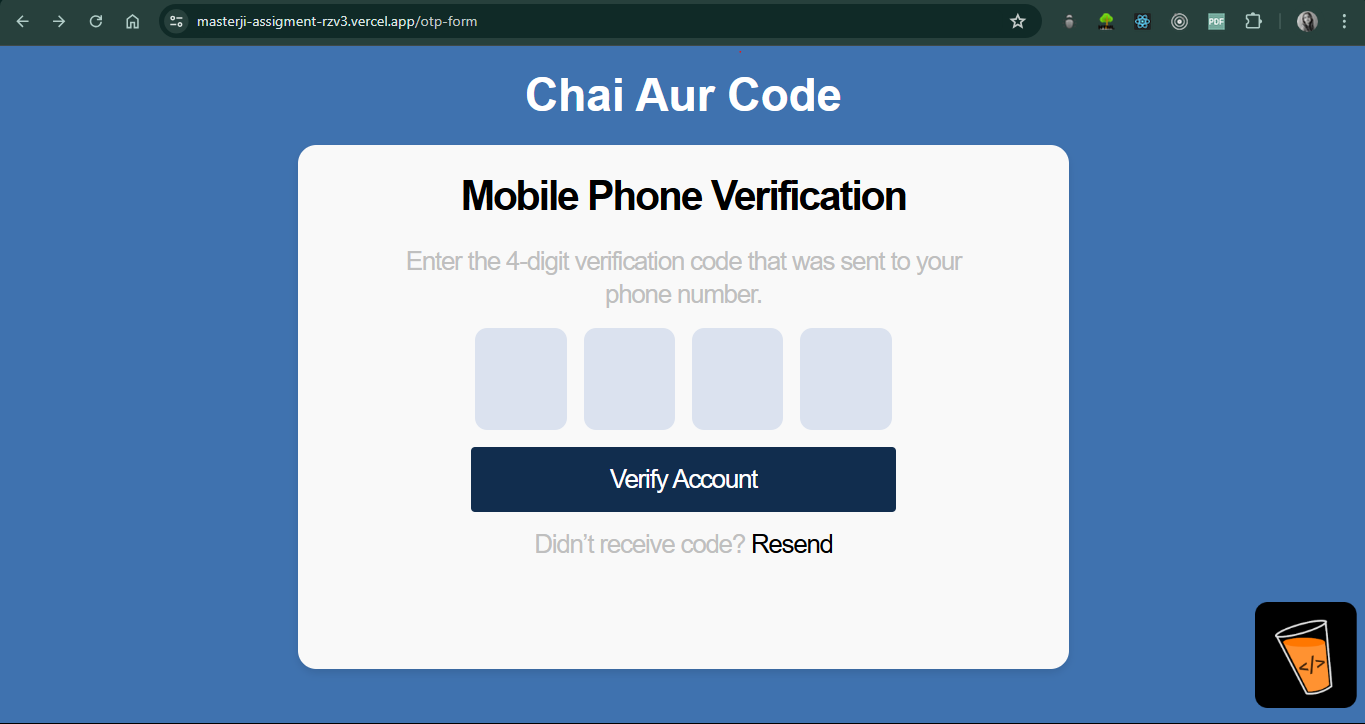 masterji-assigment-rzv3.vercel.app/otp-form
PDF
Chai Aur Code
Mobile Phone Verification
Enter the 4-digit verification code that was sent to your
phone number.
Verify Account
Didn’t receive code? Resend
</>